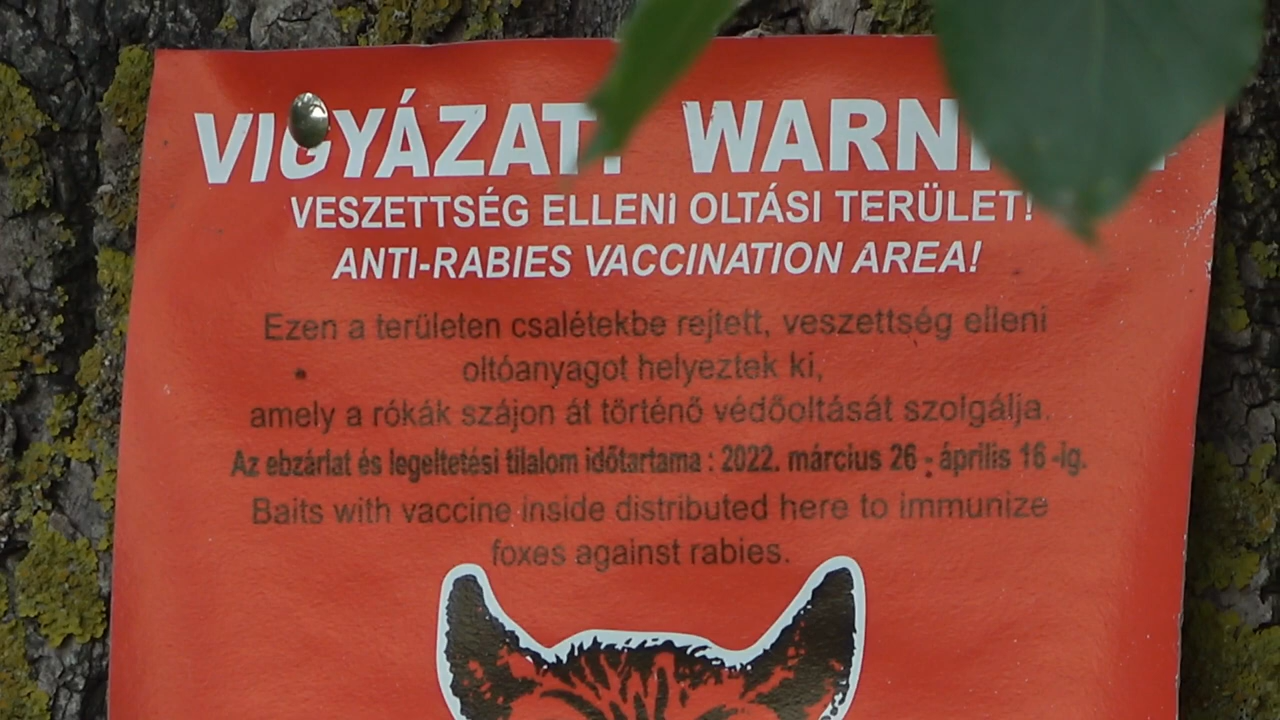 VIGYÁZAT! WARN
VESZETTSÉG ELLENI OLTÁSI TERÜLET!
ANTI-RABIES VACCINATION AREA!
Ezen a területen csalétekbe rejtett, veszettség elleni
oltóanyagot helyeztek ki,
amely a rókák szájon át történő védőoltását szolgálja.
Az ebzárlat és legeltetési tilalom időtartama : 2022. március 26 - április 16 -ig.
Baits with vaccine inside distributed here to immunize
foxes against rabies.